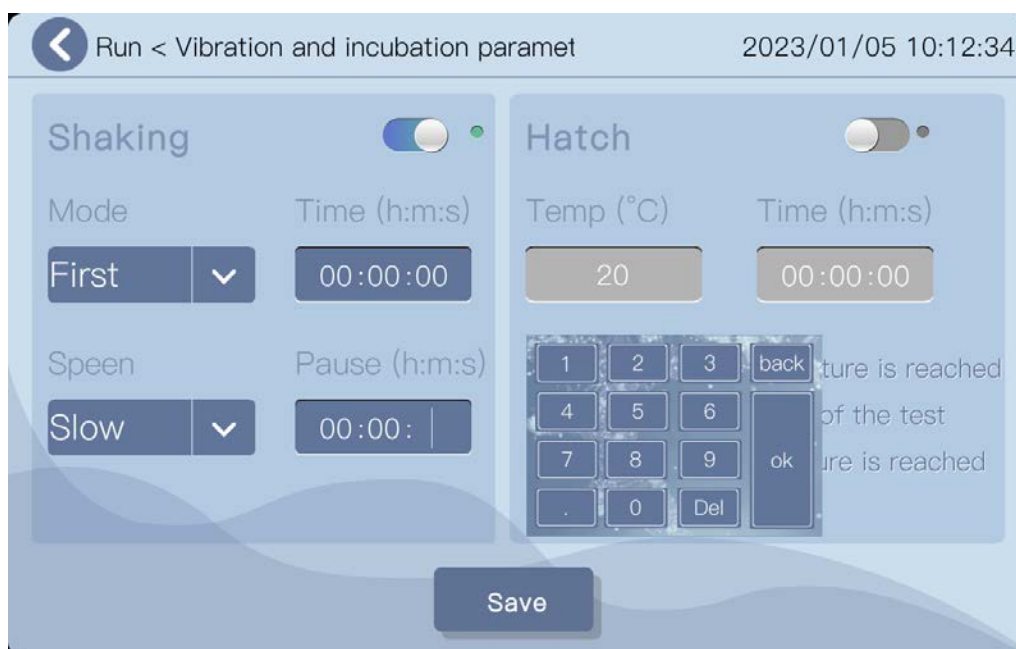 Run < Vibration and incubation paramet
2023/01/05 10:12:34
Shaking
Mode
Time (h:m:s)
First
00:00:00
Speen
Pause (h:m:s)
Slow
00:00:
Hatch
Temp (°C)
Time (h:m:s)
20
00:00:00
1 2 3 back
4 5 6
7 8 9 ok
. 0 Del
ture is reached
of the test
ure is reached
Save